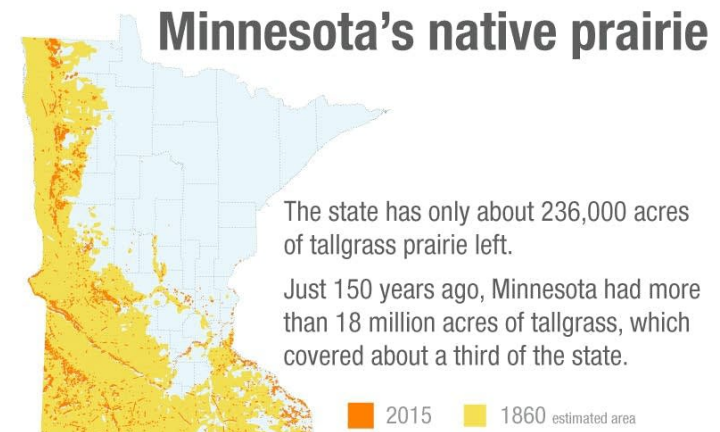 Minnesota’s native prairie
The state has only about 236,000 acres
of tallgrass prairie left.
Just 150 years ago, Minnesota had more
than 18 million acres of tallgrass, which
covered about a third of the state.
2015 1860 estimated area